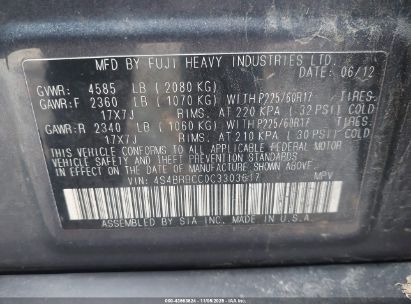 MFD BY FUJI HEAVY INDUSTRIES LTD.
DATE: 06/12
GVWR: 4585 LB (2080 KG)
GAWR:F 2360 LB (1070 KG) WITH P225/60R17 TIRES.
17X7J RIMS. AT 220 KPA (32 PSI) COLD
GAWR:R 2340 LB (1060 KG) WITH P225/60R17 TIRES.
17X7J RIMS. AT 210 KPA (30 PSI) COLD
THIS VEHICLE CONFORMS TO ALL APPLICABLE FEDERAL MOTOR
VEHICLE SAFETY AND THEFT PREVENTION STANDARDS IN EFFECT
ON THE DATE OF MANUFACTURE SHOWN ABOVE.
VIN: MPV
ASSEMBLED BY SIA INC. MADE IN U.S.A.